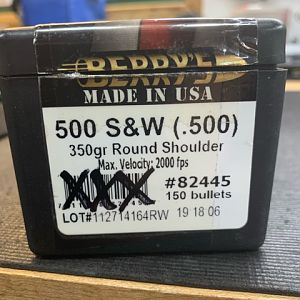 BERRY'S
MADE IN USA
500 S&W (.500)
350gr Round Shoulder
Max. Velocity: 2000 fps
#82445
150 bullets
LOT#112714164RW 19 18 06